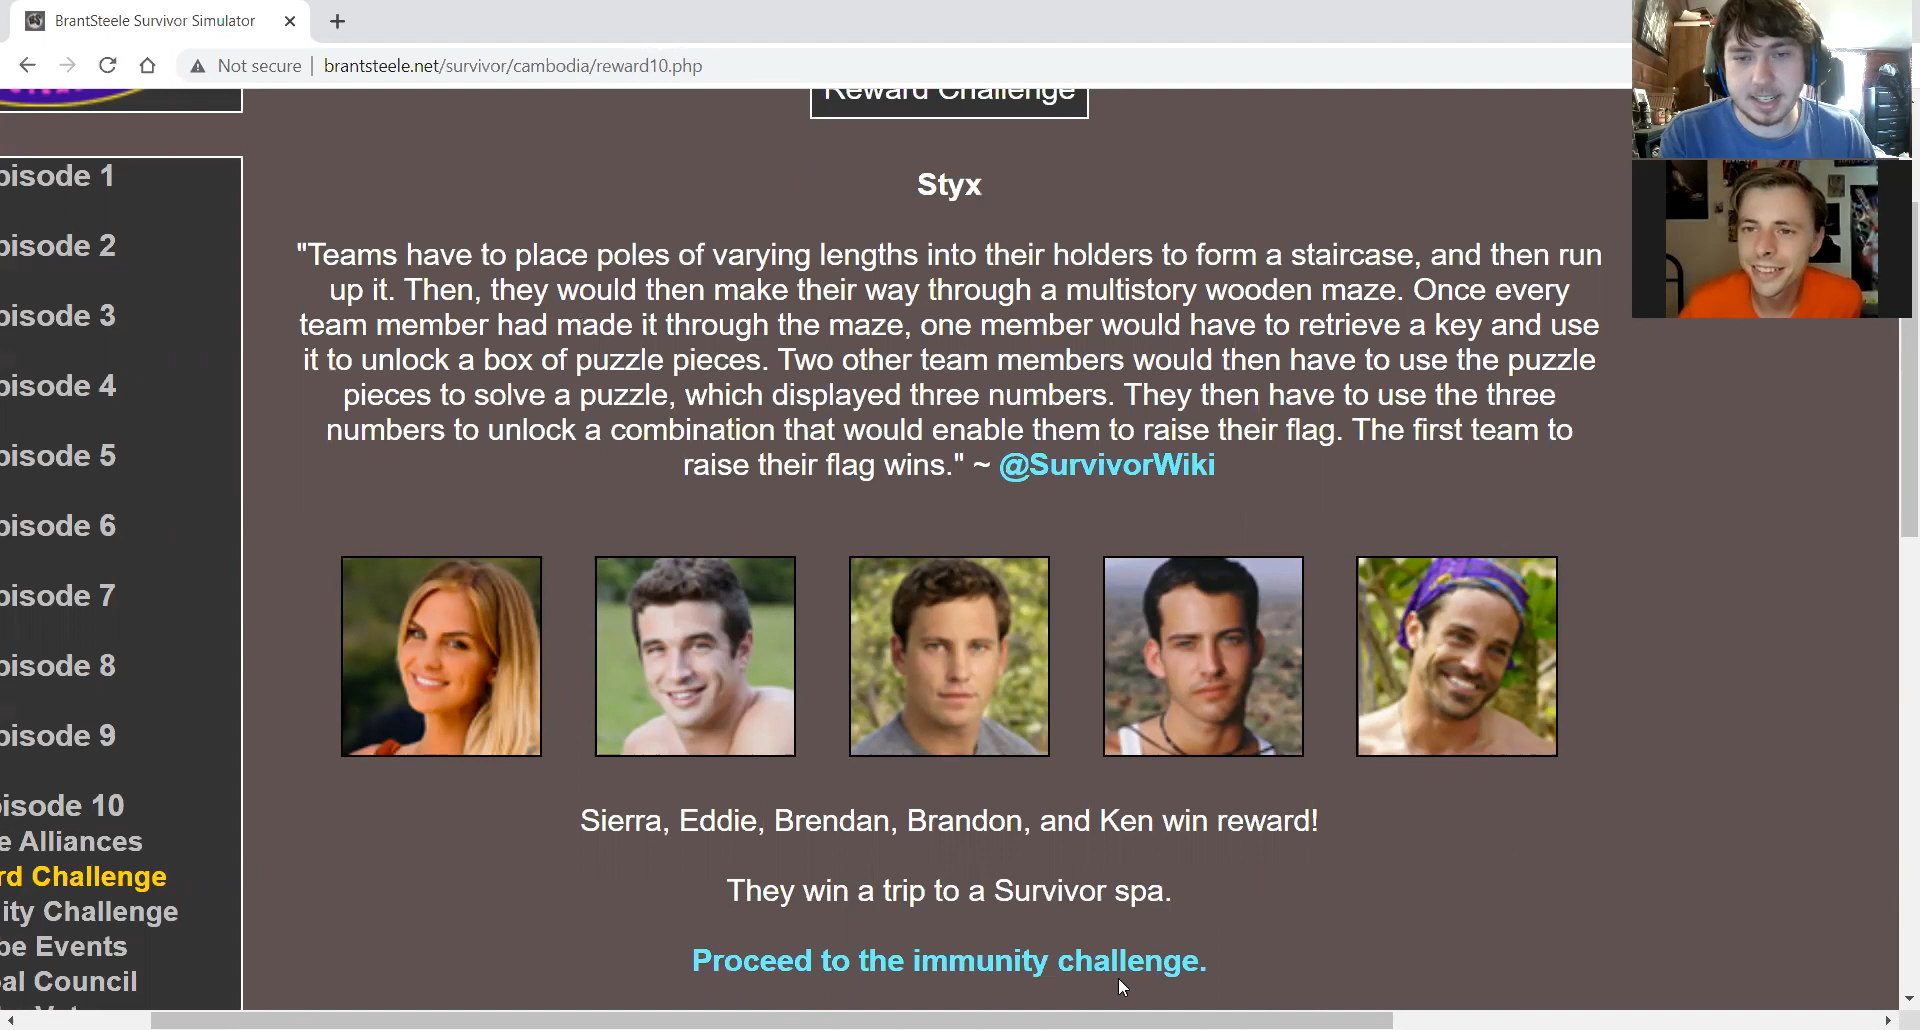 BrantSteele Survivor Simulator
Not secure
brantsteele.net/survivor/cambodia/reward10.php
Reward Challenge
Styx
"Teams have to place poles of varying lengths into their holders to form a staircase, and then run
up it. Then, they would then make their way through a multistory wooden maze. Once every
team member had made it through the maze, one member would have to retrieve a key and use
it to unlock a box of puzzle pieces. Two other team members would then have to use the puzzle
pieces to solve a puzzle, which displayed three numbers. They then have to use the three
numbers to unlock a combination that would enable them to raise their flag. The first team to
raise their flag wins." ~ @SurvivorWiki
Sierra, Eddie, Brendan, Brandon, and Ken win reward!
They win a trip to a Survivor spa.
Proceed to the immunity challenge.
pisode 1
pisode 2
pisode 3
pisode 4
pisode 5
pisode 6
pisode 7
pisode 8
pisode 9
pisode 10
e Alliances
rd Challenge
ity Challenge
be Events
al Council